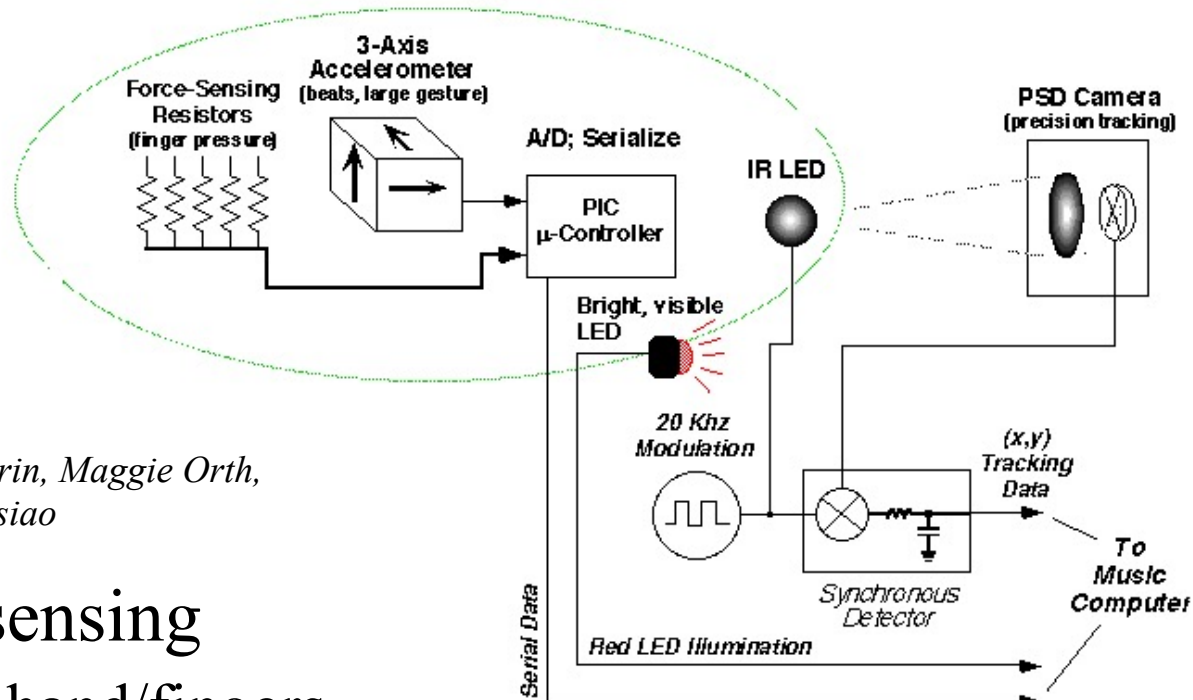 3-Axis
Accelerometer
(beats, large gesture)
Force-Sensing
Resistors
(finger pressure)
A/D; Serialize
PIC
µ-Controller
IR LED
PSD Camera
(precision tracking)
Bright, visible
LED
20 Khz
Modulation
(x,y)
Tracking
Data
Synchronous
Detector
To
Music
Computer
Red LED Illumination
Serial Data
rin, Maggie Orth,
siao
sensing
hand/fingers